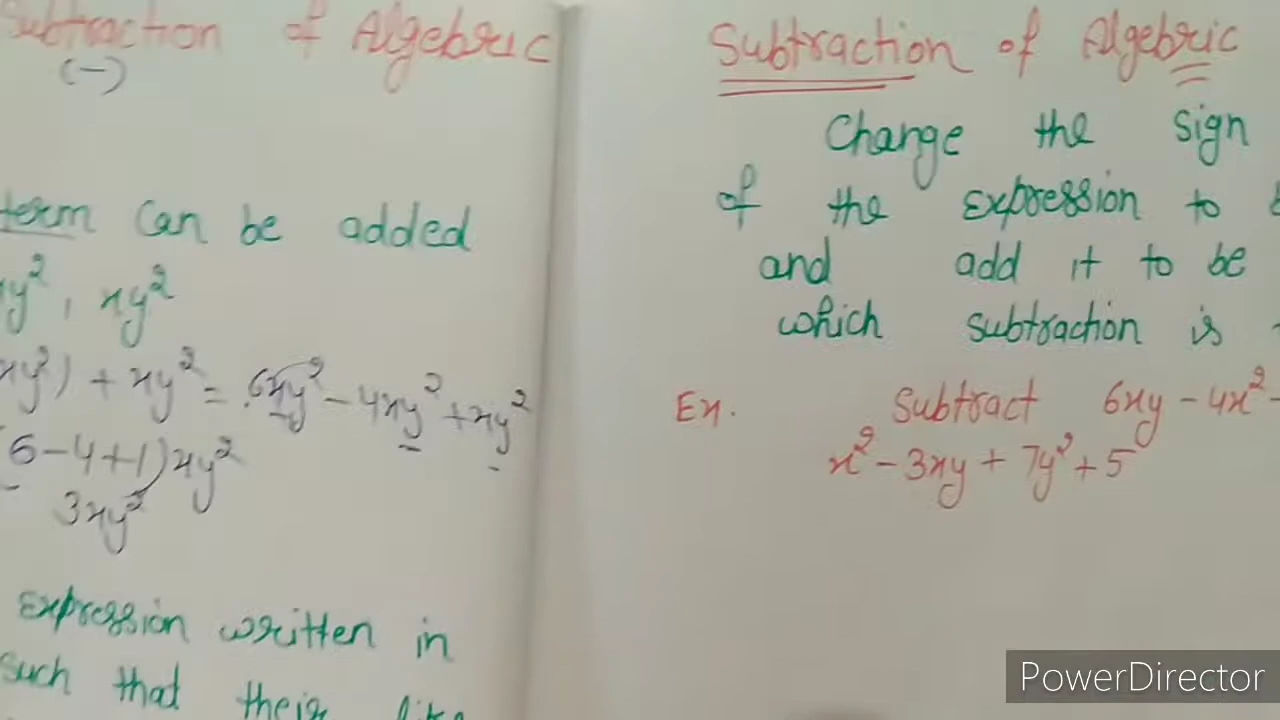 Subtraction of Algebric
(-)
term can be added
xy², xy²
xy²) + xy² = 6xy² - 4xy² + xy²
(6-4+1)xy²
3xy²
expression written in
such that their like
Subtraction of Algebric
Change the sign
of the expression to
and add it to be
which subtraction is
Ex. Subtract 6xy - 4x² -
x² - 3xy + 7y² + 5
PowerDirector